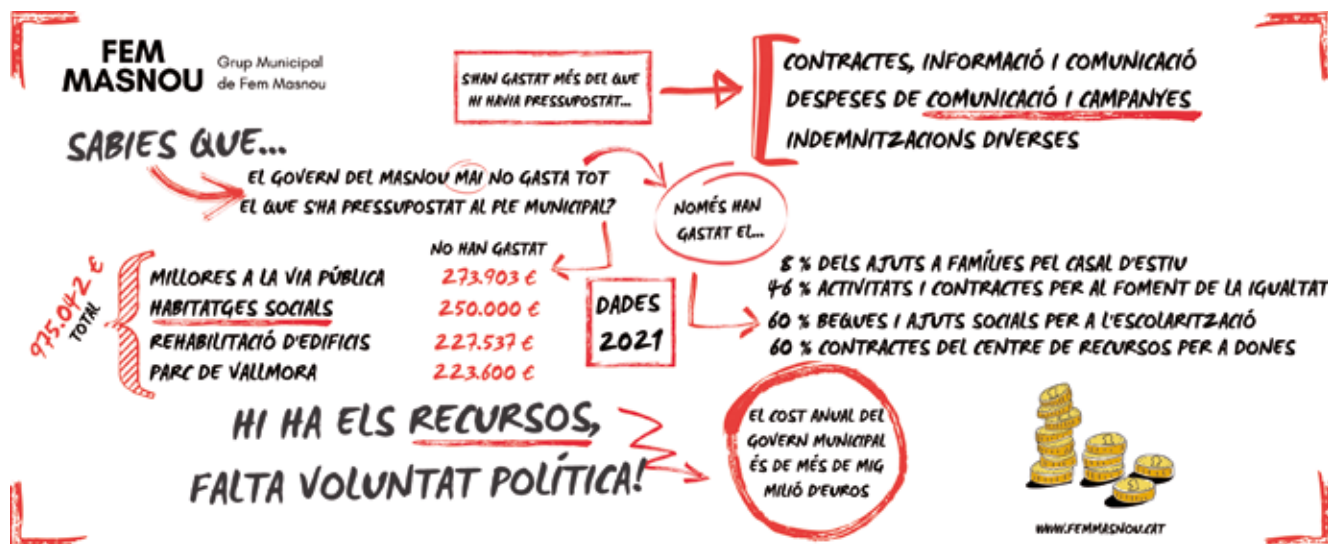 FEM
MASNOU
Grup Municipal
de Fem Masnou
SABIES QUE...
EL GOVERN DEL MASNOU MAI NO GASTA TOT
EL QUE S'HA PRESSUPOSTAT AL PLE MUNICIPAL?
S'HAN GASTAT MÉS DEL QUE
HI HAVIA PRESSUPOSTAT...
CONTRACTES, INFORMACIÓ I COMUNICACIÓ
DESPESES DE COMUNICACIÓ I CAMPANYES
INDEMNITZACIONS DIVERSES
NOMÉS HAN
GASTAT EL...
8 % DELS AJUTS A FAMÍLIES PEL CASAL D'ESTIU
46 % ACTIVITATS I CONTRACTES PER AL FOMENT DE LA IGUALTAT
60 % BEQUES I AJUTS SOCIALS PER A L'ESCOLARITZACIÓ
60 % CONTRACTES DEL CENTRE DE RECURSOS PER A DONES
NO HAN GASTAT
MILLORES A LA VIA PÚBLICA 273.903 €
HABITATGES SOCIALS 250.000 €
REHABILITACIÓ D'EDIFICIS 227.537 €
PARC DE VALLMORA 223.600 €
975.042 €
TOTAL
DADES
2021
HI HA ELS RECURSOS,
FALTA VOLUNTAT POLÍTICA!
EL COST ANUAL DEL
GOVERN MUNICIPAL
ÉS DE MÉS DE MIG
MILIÓ D'EUROS
WWW.FEMMASNOU.CAT